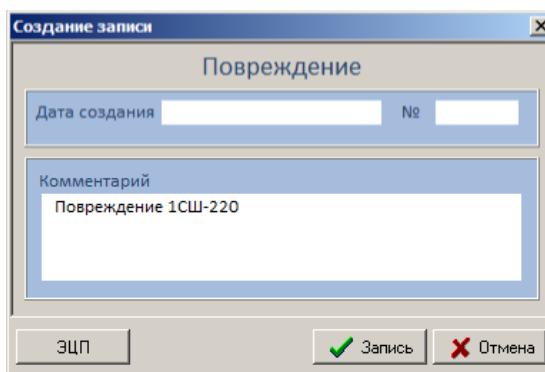 Создание записи
Повреждение
Дата создания №
Комментарий
Повреждение 1СШ-220
ЭЦП Запись Отмена